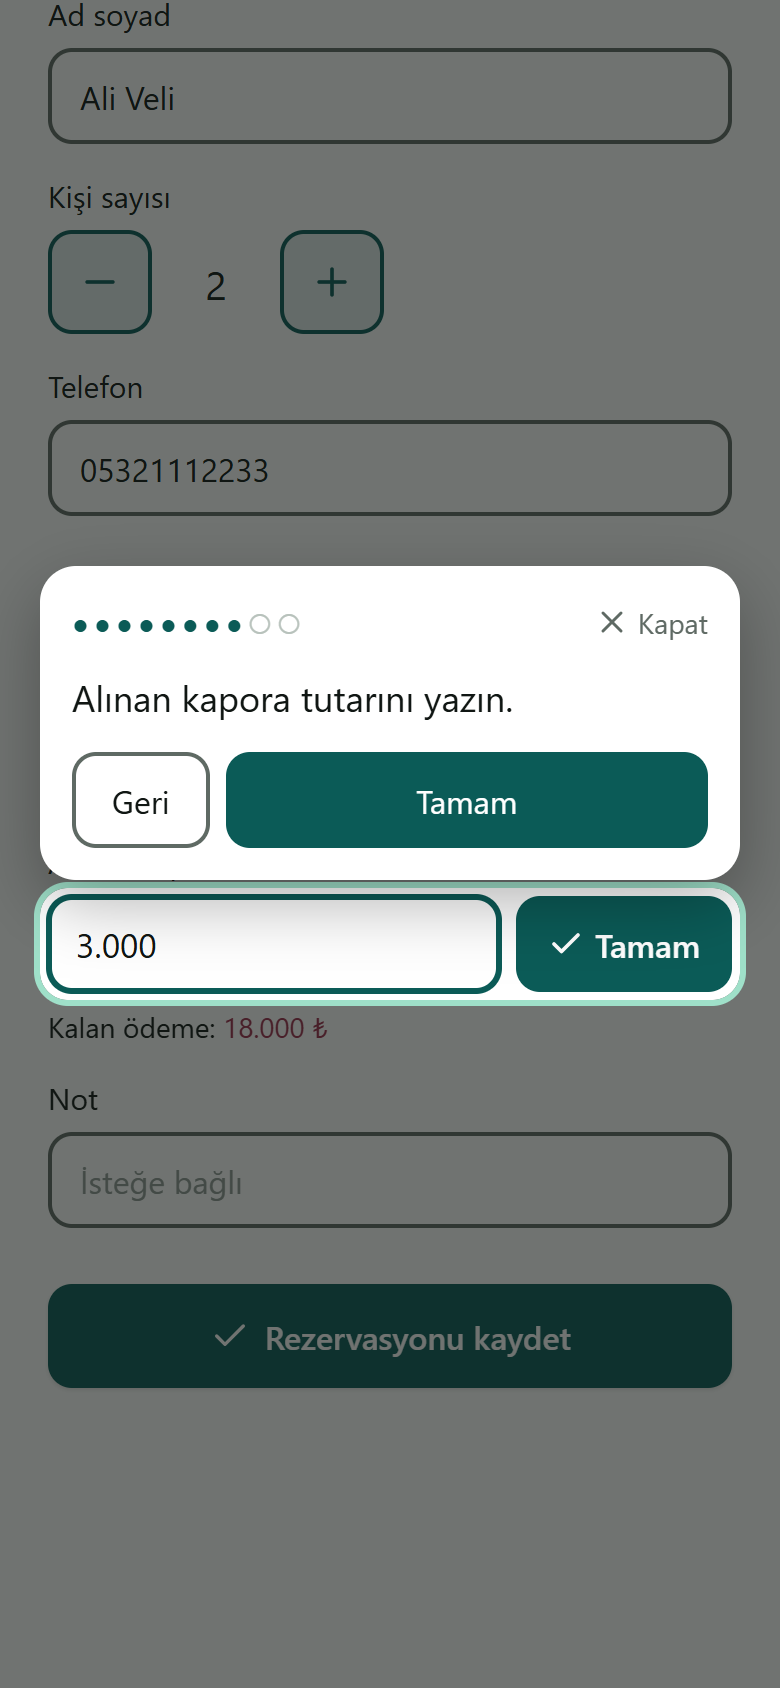 Ad soyad
Ali Veli
Kişi sayısı
2
Telefon
05321112233
Kapat
Alınan kapora tutarını yazın.
Geri
Tamam
3.000
Tamam
Kalan ödeme: 18.000 ₺
Not
İsteğe bağlı
Rezervasyonu kaydet